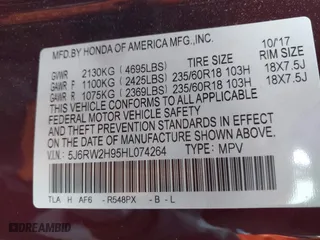 MFD.BY HONDA OF AMERICA MFG.,INC. 10/17
GVWR 2130KG (4695LBS) TIRE SIZE RIM SIZE
GAWR F 1100KG (2425LBS) 235/60R18 103H 18X7.5J
GAWR R 1075KG (2369LBS) 235/60R18 103H 18X7.5J
THIS VEHICLE CONFORMS TO ALL APPLICABLE
FEDERAL MOTOR VEHICLE SAFETY AND THEFT
PREVENTION STANDARDS IN EFFECT ON THE DATE
OF MANUFACTURE SHOWN ABOVE.
V.I.N.: 5J6RW2H95HL074264 TYPE: MPV
TLA H AF6 - R548PX - B - L
DREAMBID